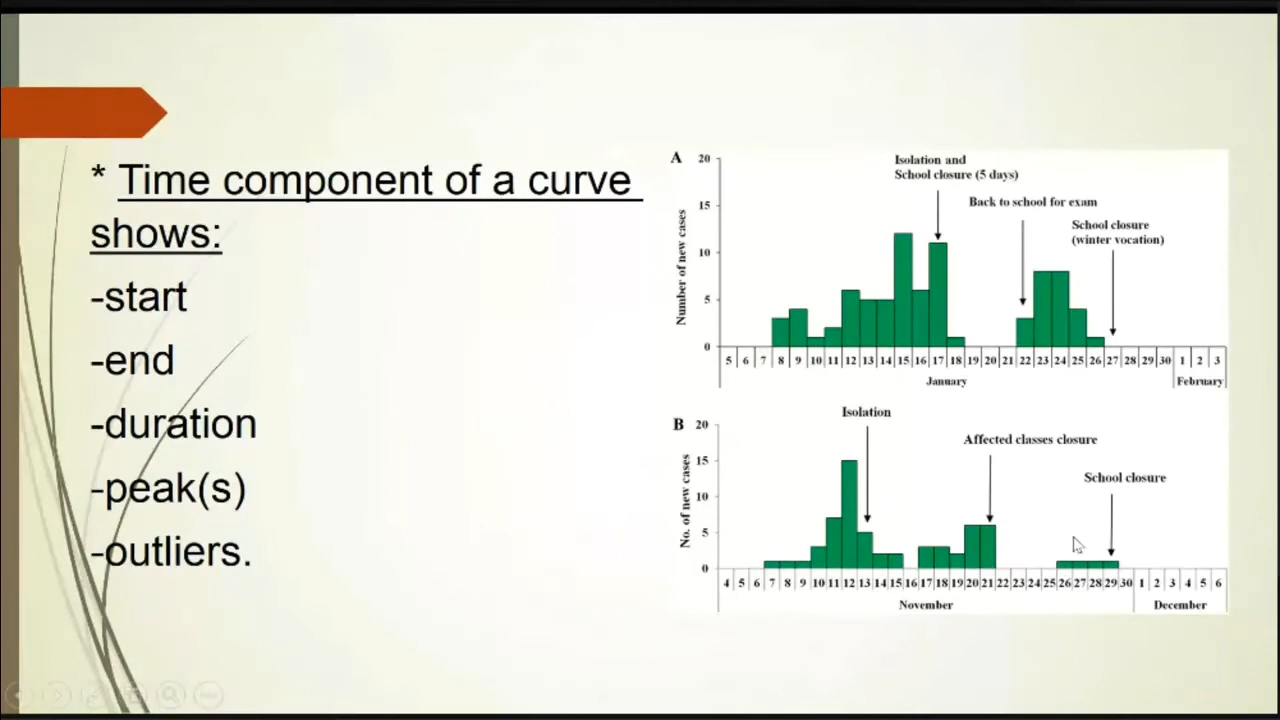 * Time component of a curve
shows:
-start
-end
-duration
-peak(s)
-outliers.
A
20
15
10
5
0
Number of new cases
Isolation and
School closure (5 days)
Back to school for exam
School closure
(winter vocation)
5 6 7 8 9 10 11 12 13 14 15 16 17 18 19 20 21 22 23 24 25 26 27 28 29 30 1 2 3
January February
B
20
15
10
5
0
No. of new cases
Isolation
Affected classes closure
School closure
4 5 6 7 8 9 10 11 12 13 14 15 16 17 18 19 20 21 22 23 24 25 26 27 28 29 30 1 2 3 4 5 6
November December